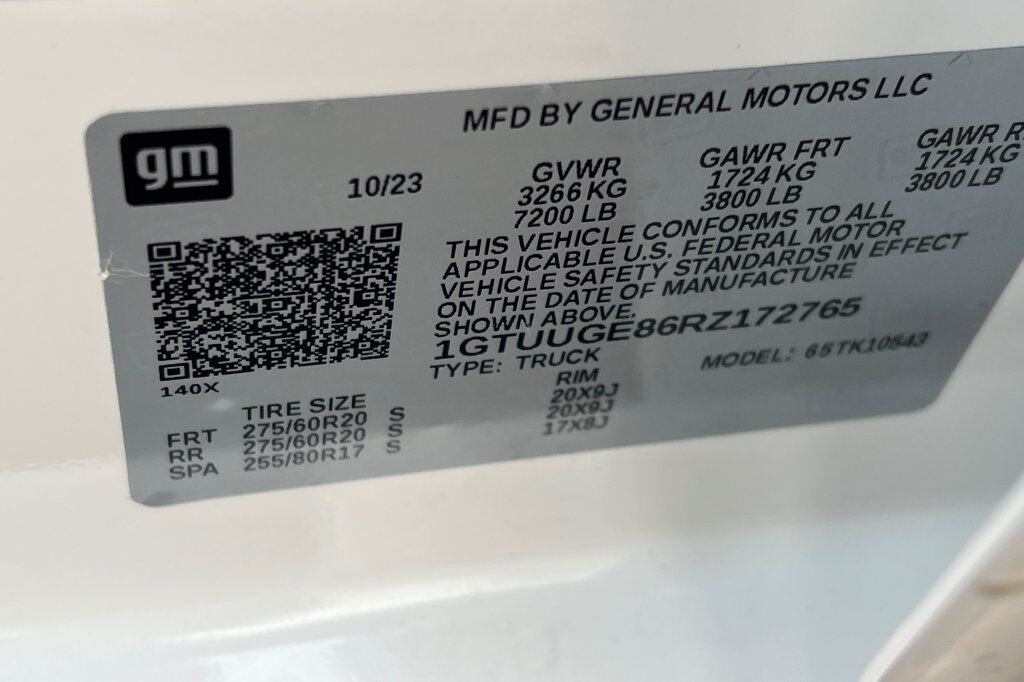 MFD BY GENERAL MOTORS LLC
gm
10/23
GVWR GAWR FRT GAWR R
3266 KG 1724 KG 1724 KG
7200 LB 3800 LB 3800 LB
THIS VEHICLE CONFORMS TO ALL
APPLICABLE U.S. FEDERAL MOTOR
VEHICLE SAFETY STANDARDS IN EFFECT
ON THE DATE OF MANUFACTURE
SHOWN ABOVE.
1GTUUGE86RZ172765
TYPE: TRUCK MODEL: 65TK10543
140X
TIRE SIZE RIM
FRT 275/60R20 S 20X9J
RR 275/60R20 S 20X9J
SPA 255/80R17 S 17X8J